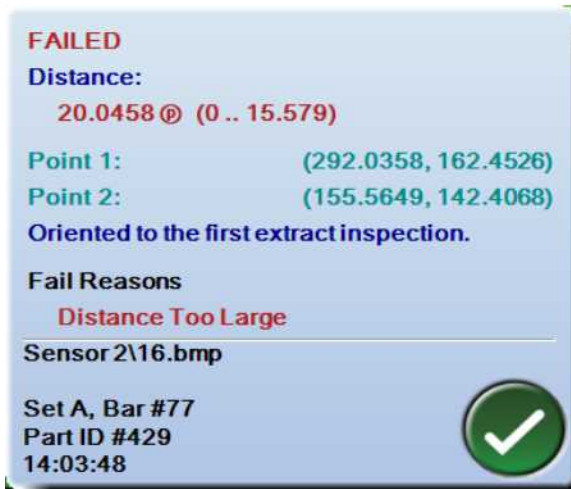 FAILED
Distance:
20.0458 ℗ (0 .. 15.579)
Point 1: (292.0358, 162.4526)
Point 2: (155.5649, 142.4068)
Oriented to the first extract inspection.
Fail Reasons
Distance Too Large
Sensor 2\16.bmp
Set A, Bar #77
Part ID #429
14:03:48